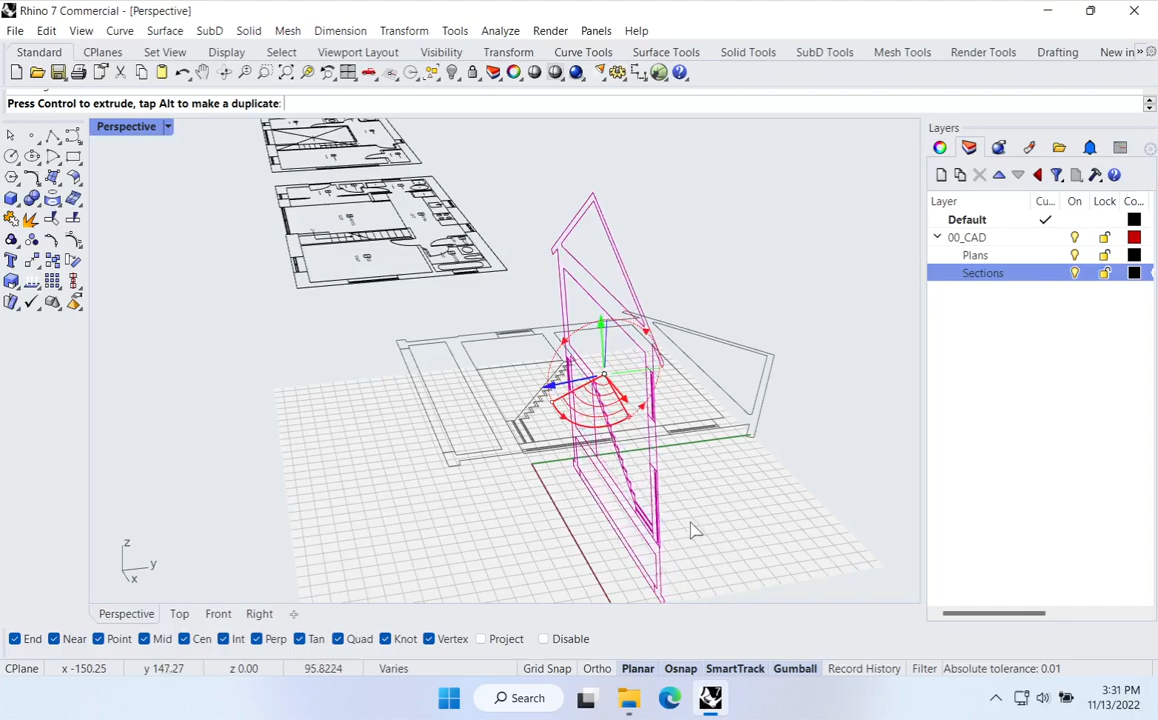 Rhino 7 Commercial - [Perspective]
File Edit View Curve Surface SubD Solid Mesh Dimension Transform Tools Analyze Render Panels Help
Standard CPlanes Set View Display Select Viewport Layout Visibility Transform Curve Tools Surface Tools Solid Tools SubD Tools Mesh Tools Render Tools Drafting New in »
Press Control to extrude, tap Alt to make a duplicate:
Perspective
Layers
Layer Cu... On Lock Co...
Default
00_CAD
Plans
Sections
z
y
x
Perspective Top Front Right
End Near Point Mid Cen Int Perp Tan Quad Knot Vertex Project Disable
CPlane x -150.25 y 147.27 z 0.00 95.8224 Varies Grid Snap Ortho Planar Osnap SmartTrack Gumball Record History Filter Absolute tolerance: 0.01
Search
3:31 PM
11/13/2022